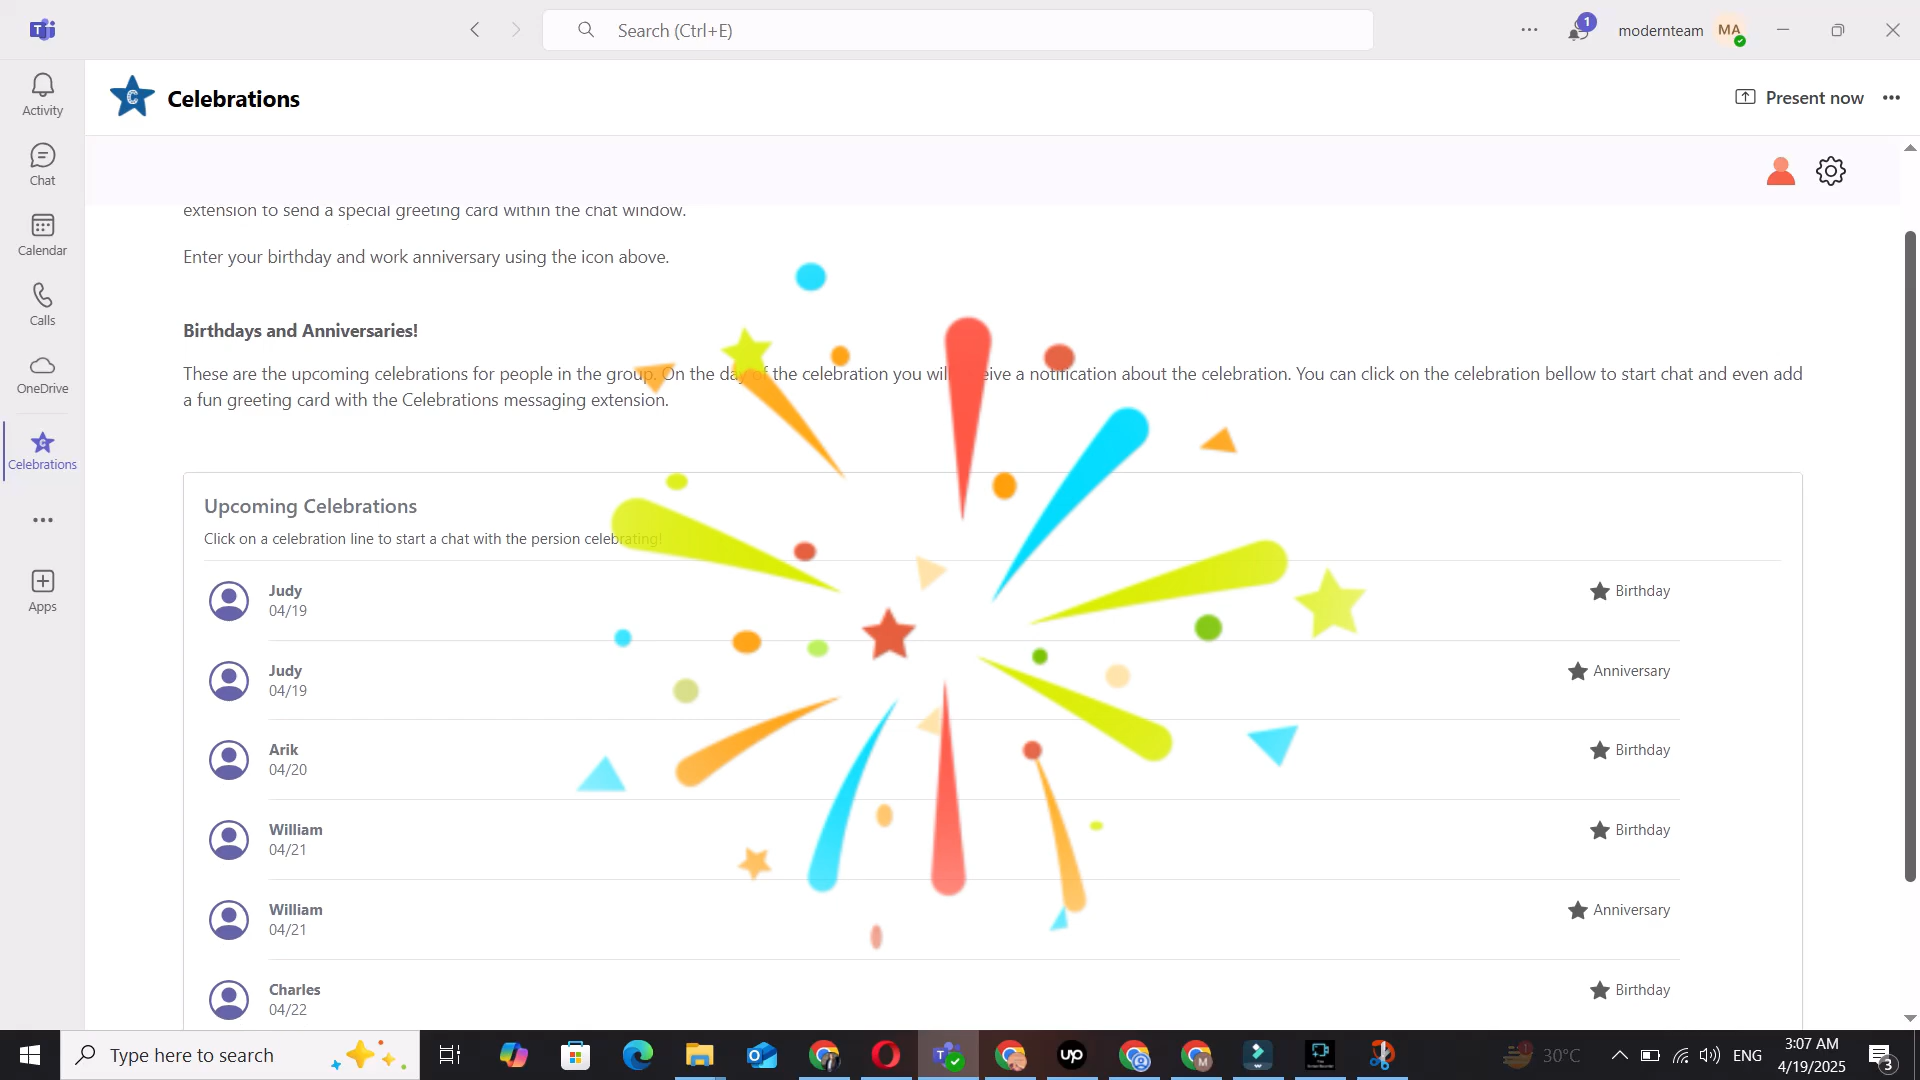 Search (Ctrl+E)
1
modernteam
MA
Activity
Chat
Calendar
Calls
OneDrive
Celebrations
Apps
C
Celebrations
Present now
extension to send a special greeting card within the chat window.
Enter your birthday and work anniversary using the icon above.
Birthdays and Anniversaries!
These are the upcoming celebrations for people in the group. On the day of the celebration you will receive a notification about the celebration. You can click on the celebration bellow to start chat and even add
a fun greeting card with the Celebrations messaging extension.
Upcoming Celebrations
Click on a celebration line to start a chat with the persion celebrating!
Judy
04/19
Birthday
Judy
04/19
Anniversary
Arik
04/20
Birthday
William
04/21
Birthday
William
04/21
Anniversary
Charles
04/22
Birthday
Type here to search
up
30°C
ENG
3:07 AM
4/19/2025
3